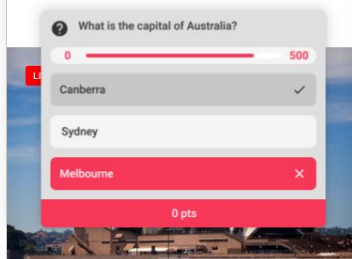 What is the capital of Australia?
0 500
Canberra
Sydney
Melbourne
0 pts